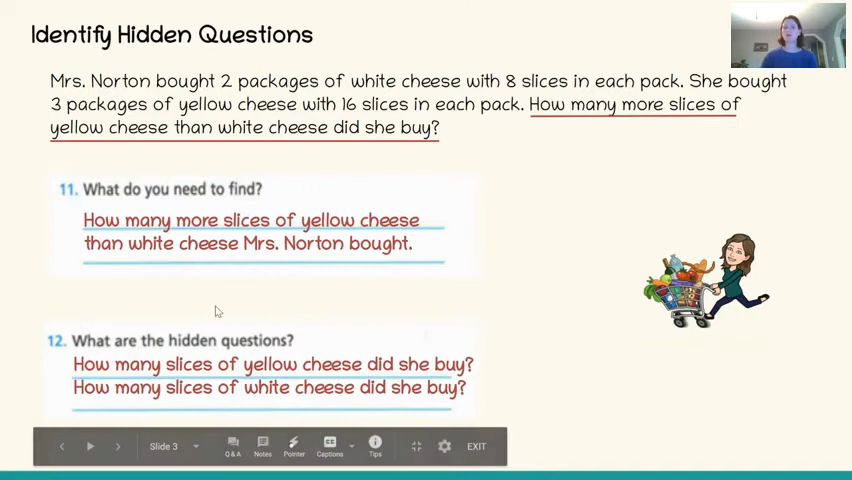 Identify Hidden Questions
Mrs. Norton bought 2 packages of white cheese with 8 slices in each pack. She bought
3 packages of yellow cheese with 16 slices in each pack. How many more slices of
yellow cheese than white cheese did she buy?
11. What do you need to find?
How many more slices of yellow cheese
than white cheese Mrs. Norton bought.
12. What are the hidden questions?
How many slices of yellow cheese did she buy?
How many slices of white cheese did she buy?
Slide 3
Q&A
Notes
Pointer
Captions
Tips
EXIT